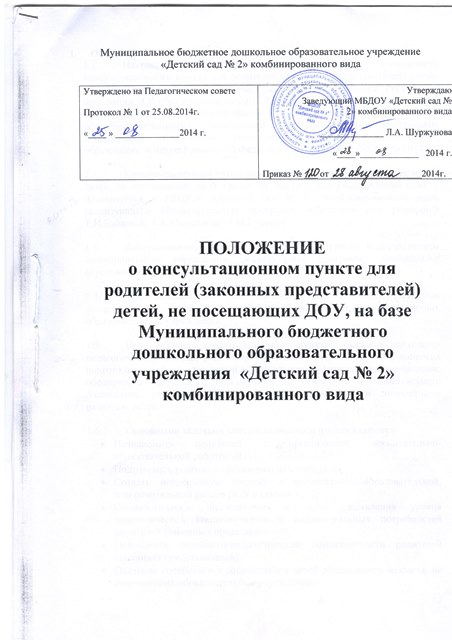 Муниципальное бюджетное дошкольное образовательное учреждение
«Детский сад № 2» комбинированного вида
Утверждено на Педагогическом совете
Протокол № 1 от 25.08.2014г.
« 25 » 08 2014 г.
Утверждаю
Заведующий МБДОУ «Детский сад №
2» комбинированного вида
Л.А. Шуржунова
« 28 » 08 2014 г.
Приказ № 120 от 28 августа 2014г.
ПОЛОЖЕНИЕ
о консультационном пункте для
родителей (законных представителей)
детей, не посещающих ДОУ, на базе
Муниципального бюджетного
дошкольного образовательного
учреждения «Детский сад № 2»
комбинированного вида